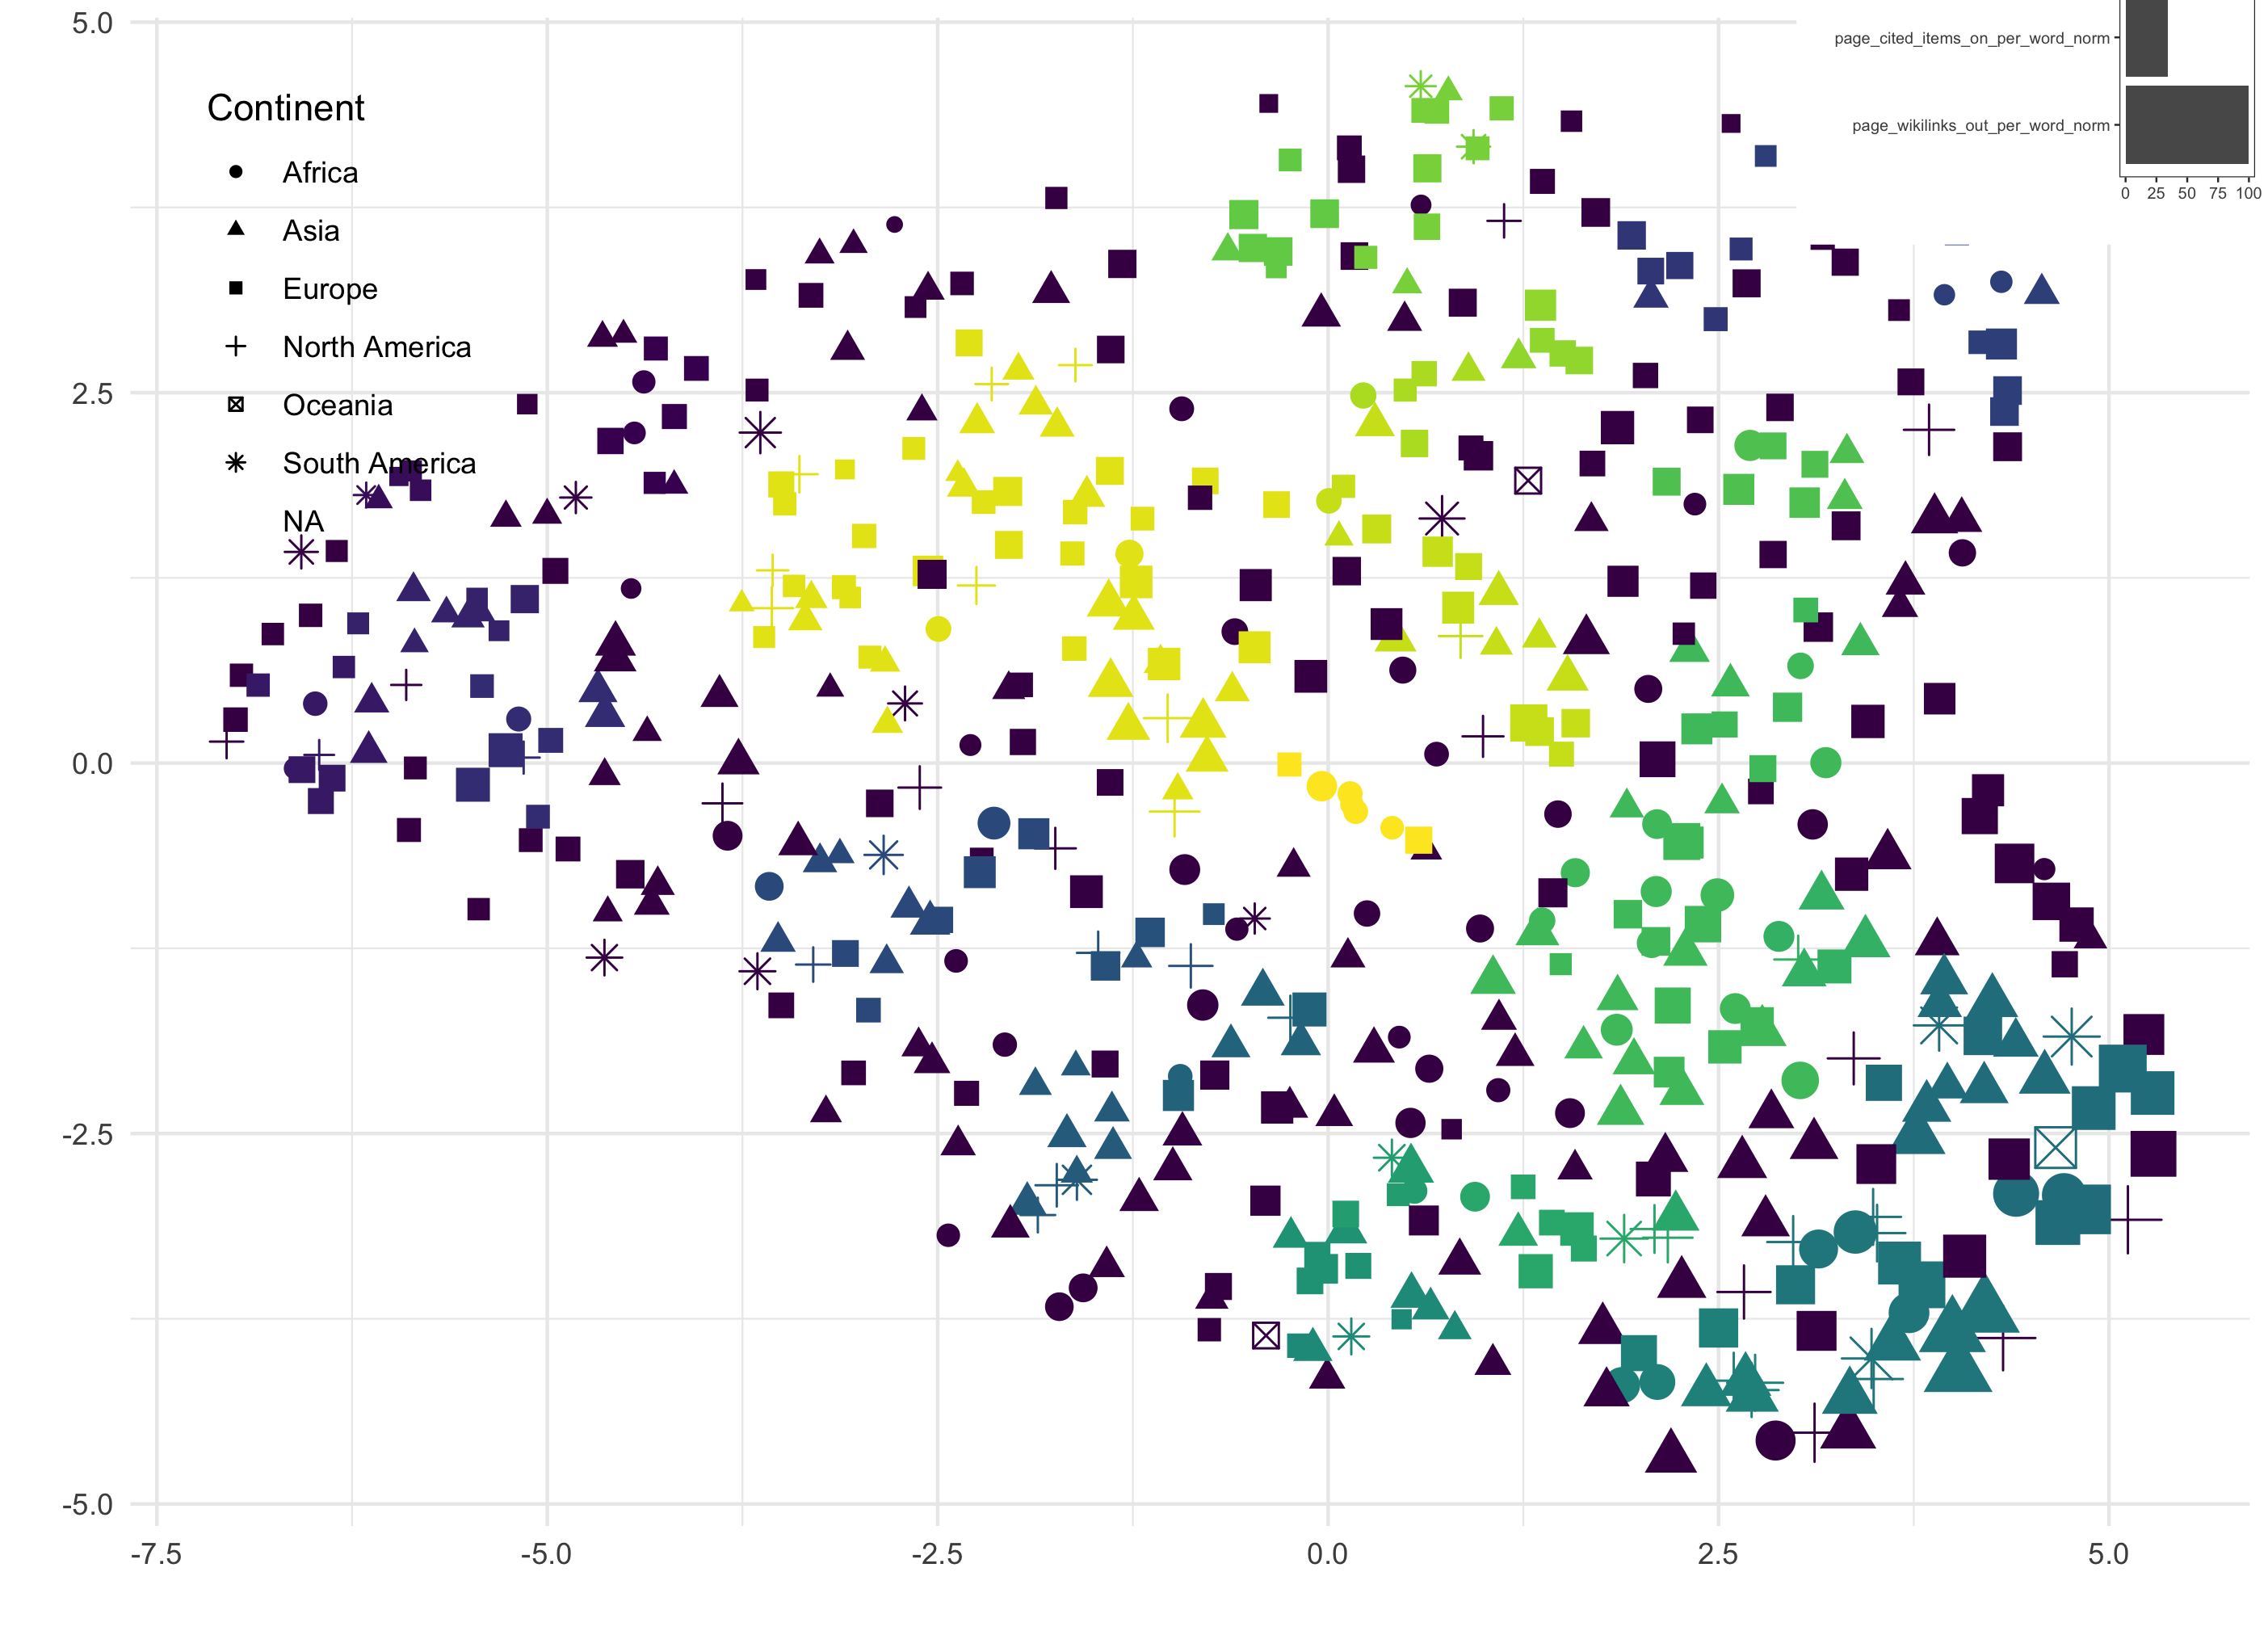 5.0
page_cited_items_on_per_word_norm
page_wikilinks_out_per_word_norm
0 25 50 75 100
Continent
Africa
Asia
Europe
North America
2.5
Oceania
South America
NA
0.0
-2.5
-5.0
-7.5 -5.0 -2.5 0.0 2.5 5.0